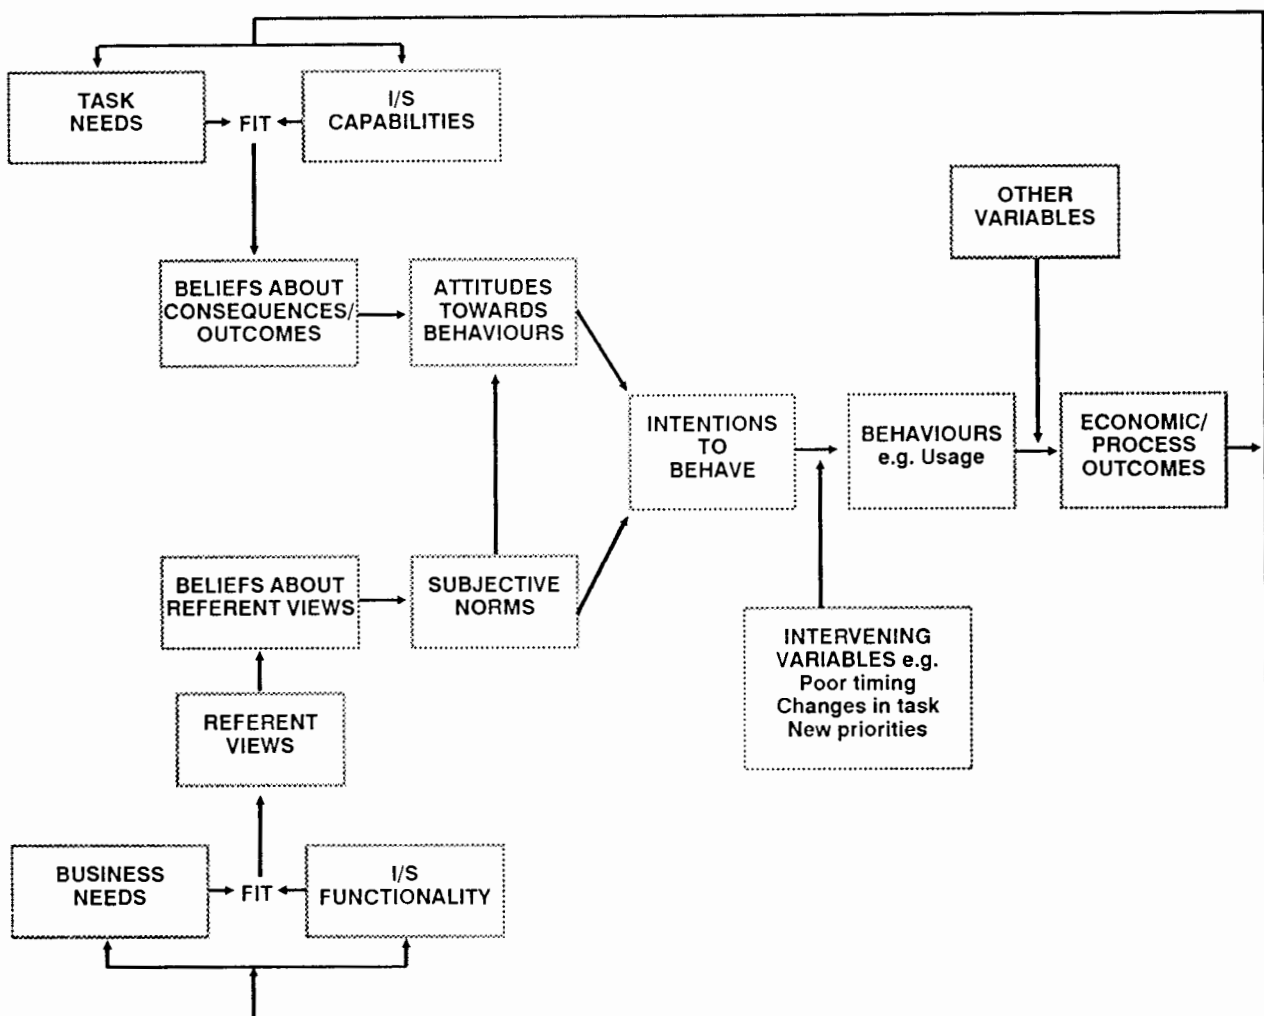 TASK
NEEDS
FIT
I/S
CAPABILITIES
OTHER
VARIABLES
BELIEFS ABOUT
CONSEQUENCES/
OUTCOMES
ATTITUDES
TOWARDS
BEHAVIOURS
INTENTIONS
TO
BEHAVE
BEHAVIOURS
e.g. Usage
ECONOMIC/
PROCESS
OUTCOMES
BELIEFS ABOUT
REFERENT VIEWS
SUBJECTIVE
NORMS
INTERVENING
VARIABLES e.g.
Poor timing
Changes in task
New priorities
REFERENT
VIEWS
BUSINESS
NEEDS
FIT
I/S
FUNCTIONALITY